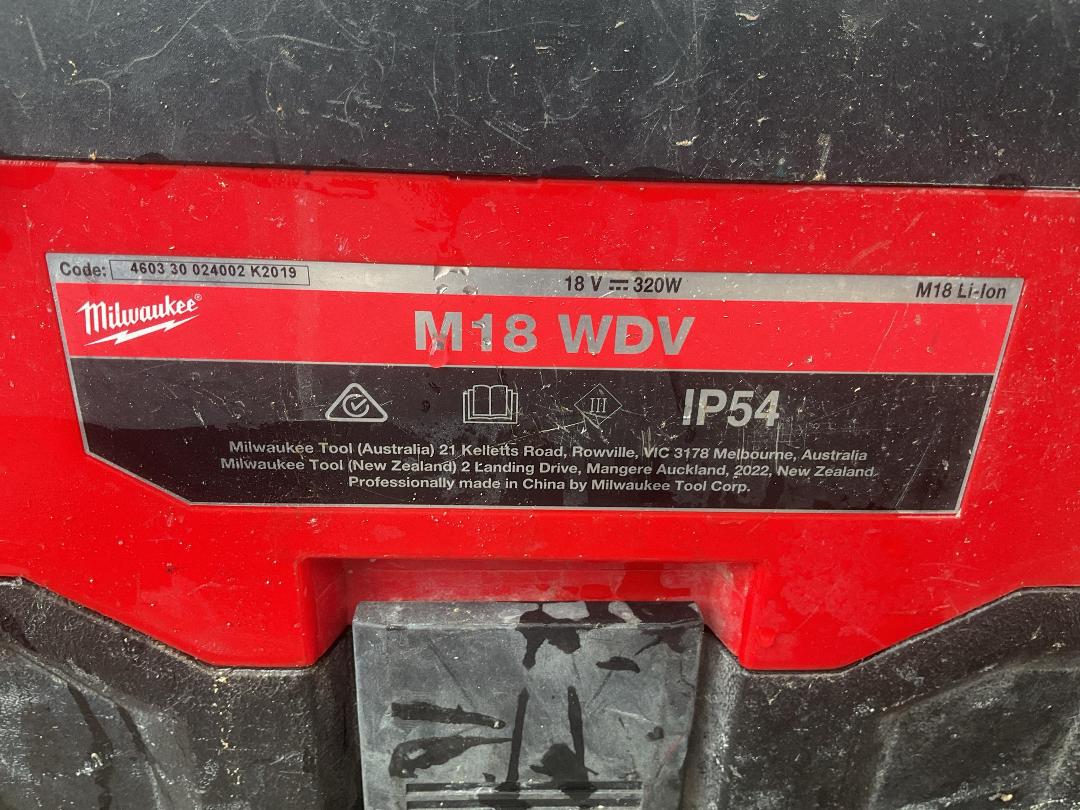 Code: 4603 30 024002 K2019
18 V ⎓ 320W
M18 Li-Ion
Milwaukee®
M18 WDV
III
IP54
Milwaukee Tool (Australia) 21 Kelletts Road, Rowville, VIC 3178 Melbourne, Australia
Milwaukee Tool (New Zealand) 2 Landing Drive, Mangere Auckland, 2022, New Zealand.
Professionally made in China by Milwaukee Tool Corp.